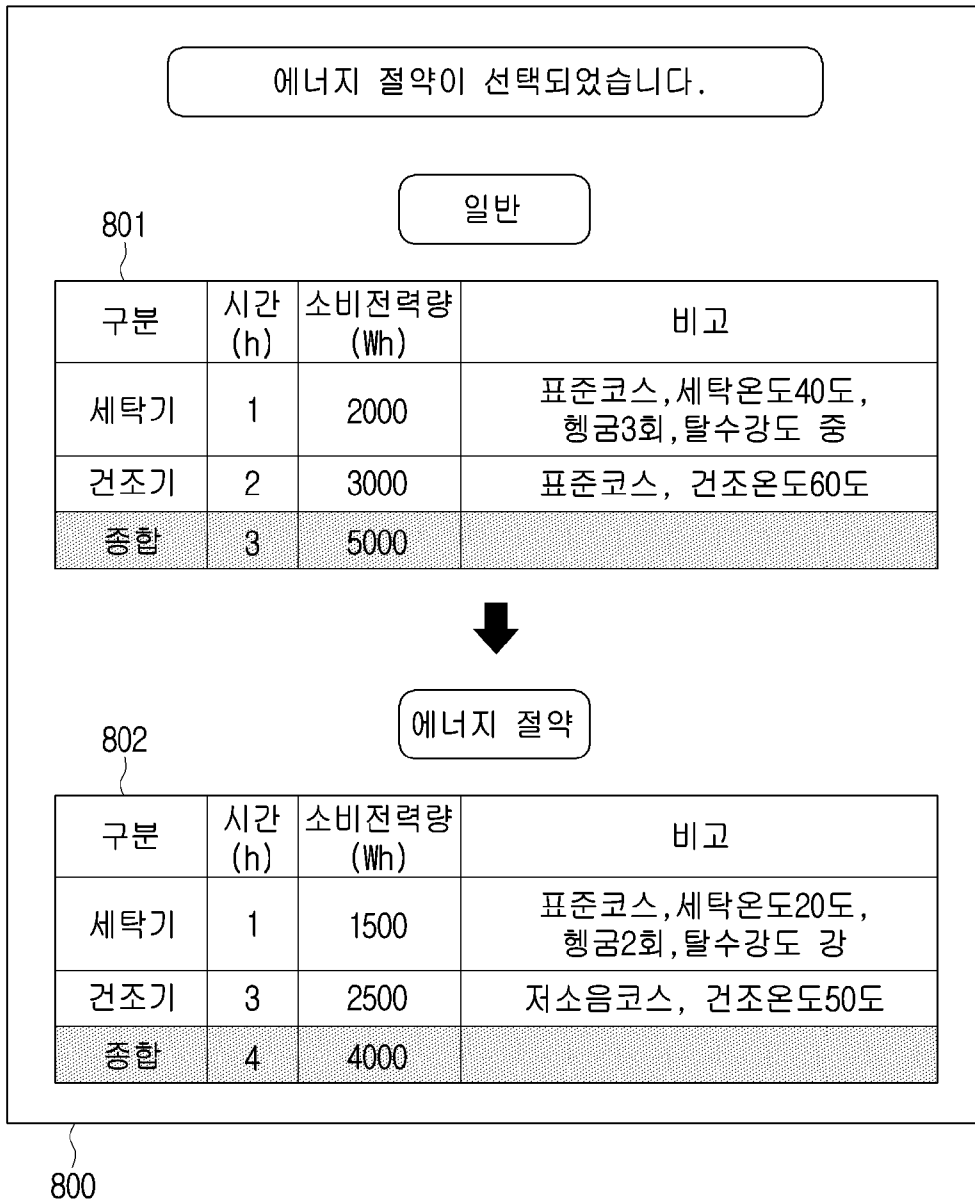 에너지 절약이 선택되었습니다.
일반
801
구분 시간 (h) 소비전력량 (Wh) 비고
세탁기 1 2000 표준코스,세탁온도40도,
헹굼3회,탈수강도 중
건조기 2 3000 표준코스, 건조온도60도
종합 3 5000
에너지 절약
802
구분 시간 (h) 소비전력량 (Wh) 비고
세탁기 1 1500 표준코스,세탁온도20도,
헹굼2회,탈수강도 강
건조기 3 2500 저소음코스, 건조온도50도
종합 4 4000
800